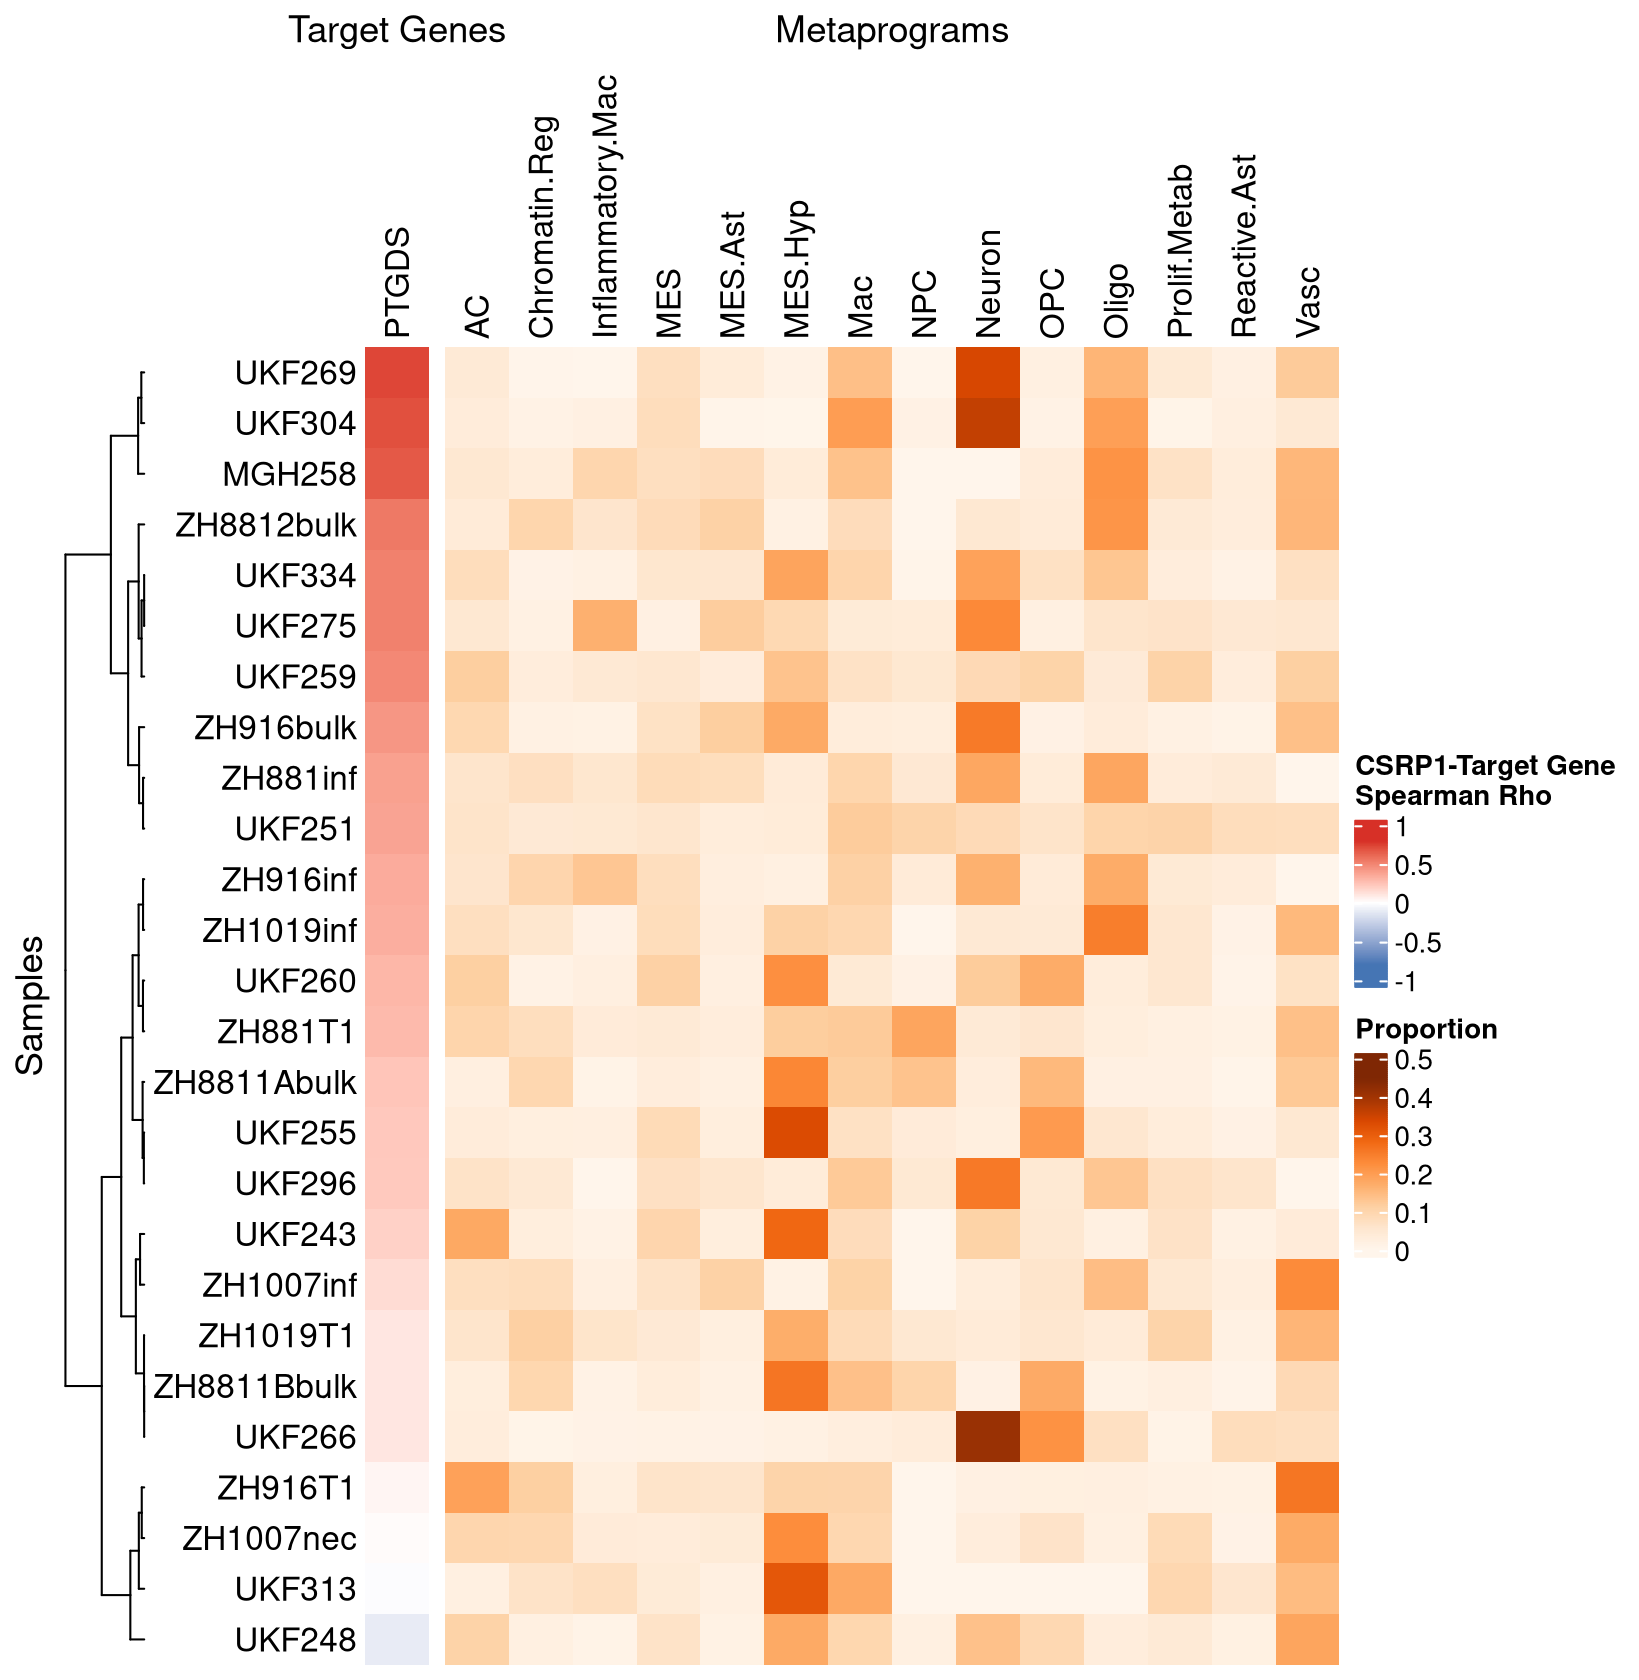 Target Genes
Metaprograms
PTGDS
AC
Chromatin.Reg
Inflammatory.Mac
MES
MES.Ast
MES.Hyp
Mac
NPC
Neuron
OPC
Oligo
Prolif.Metab
Reactive.Ast
Vasc
Samples
UKF269
UKF304
MGH258
ZH8812bulk
UKF334
UKF275
UKF259
ZH916bulk
ZH881inf
UKF251
ZH916inf
ZH1019inf
UKF260
ZH881T1
ZH8811Abulk
UKF255
UKF296
UKF243
ZH1007inf
ZH1019T1
ZH8811Bbulk
UKF266
ZH916T1
ZH1007nec
UKF313
UKF248
CSRP1-Target Gene
Spearman Rho
1
0.5
0
-0.5
-1
Proportion
0.5
0.4
0.3
0.2
0.1
0